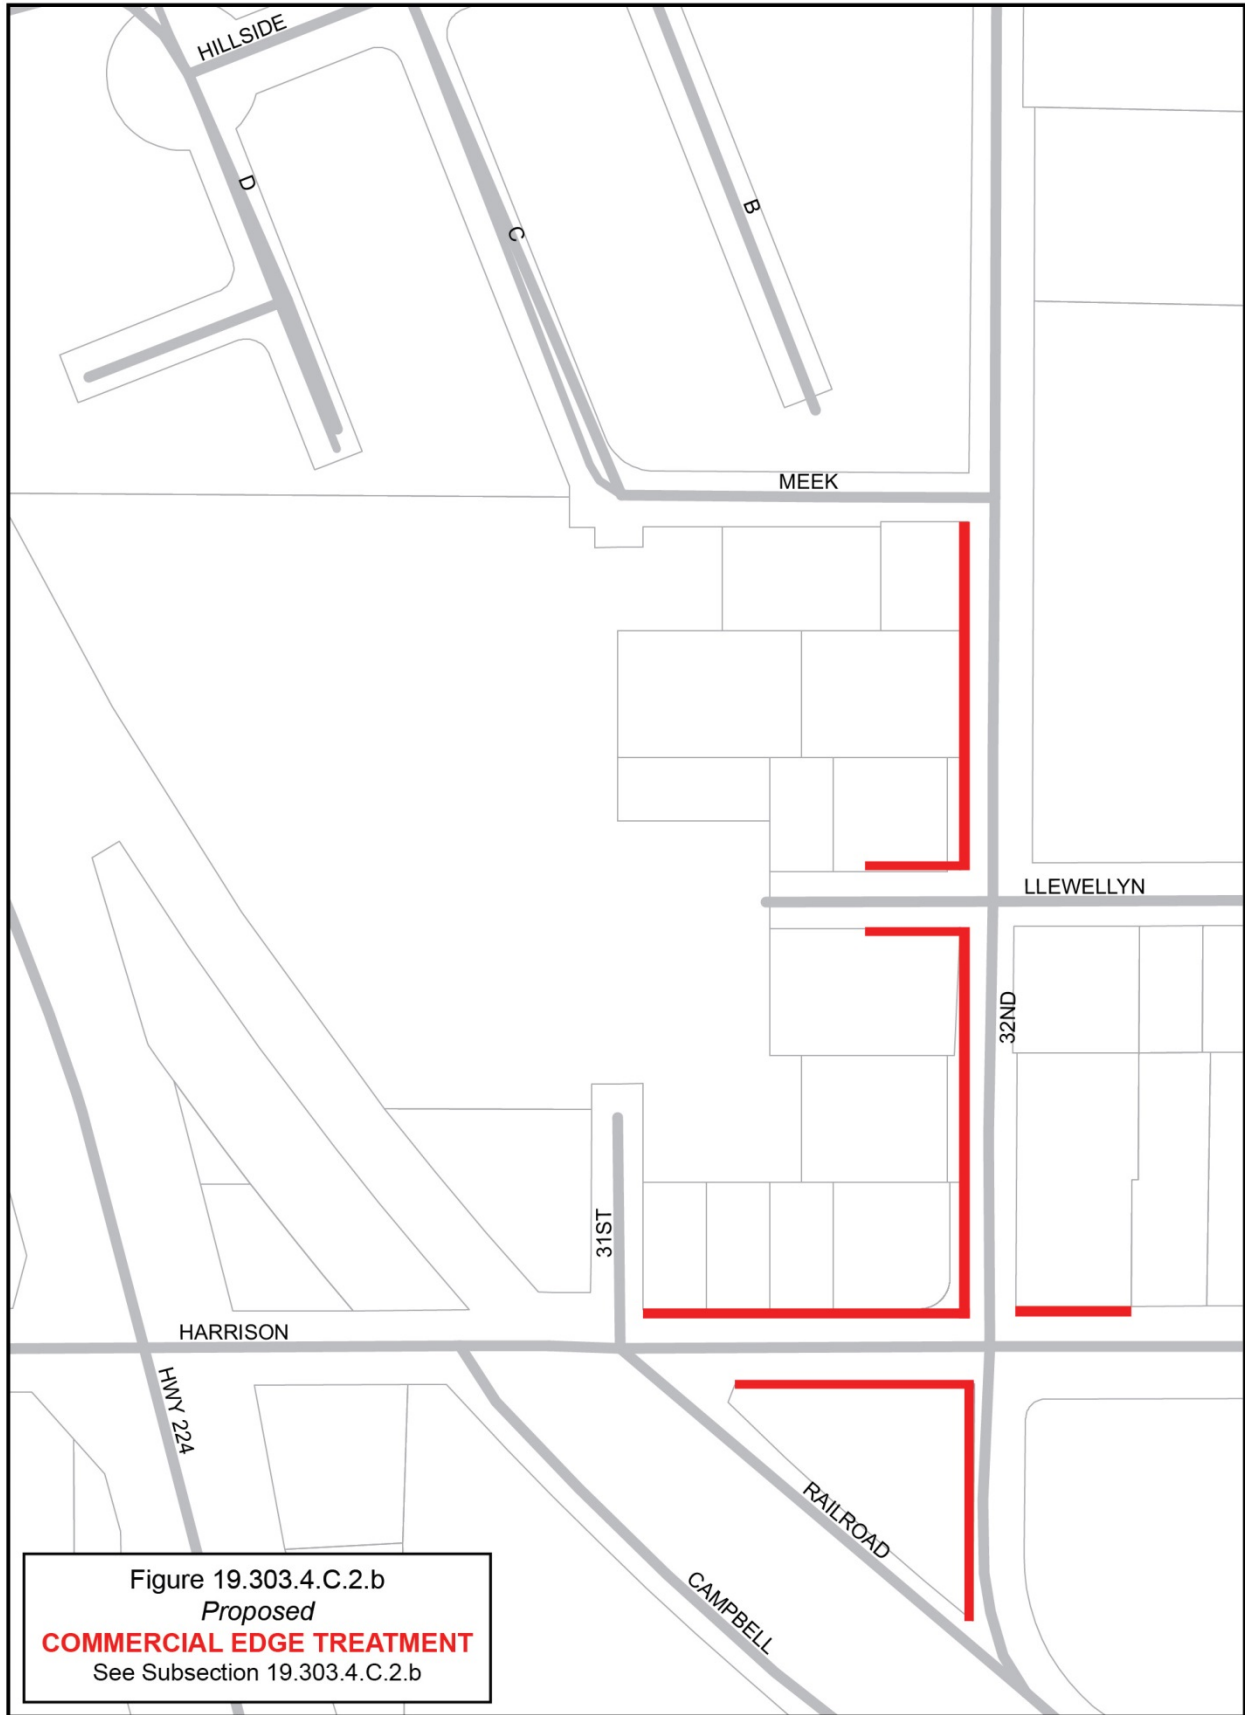 HILLSIDE
D
C
B
MEEK
LLEWELLYN
32ND
31ST
HARRISON
HWY 224
RAILROAD
CAMPBELL
Figure 19.303.4.C.2.b
Proposed
COMMERCIAL EDGE TREATMENT
See Subsection 19.303.4.C.2.b